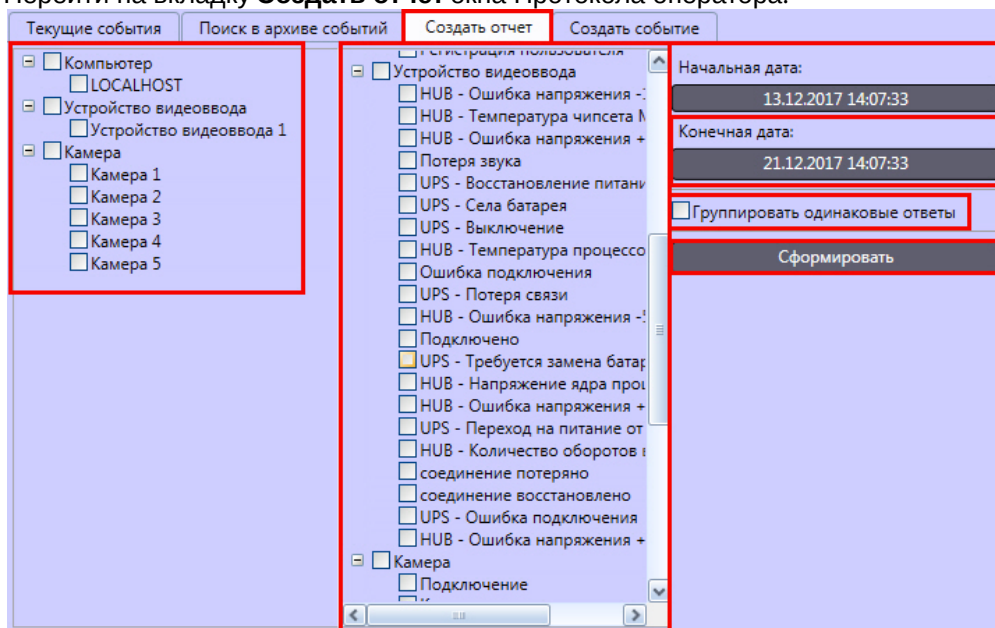 Перейти на вкладку Создать отчет окна Протокола оператора.
Текущие события
Поиск в архиве событий
Создать отчет
Создать событие
Компьютер
LOCALHOST
Устройство видеоввода
Устройство видеоввода 1
Камера
Камера 1
Камера 2
Камера 3
Камера 4
Камера 5
Регистрация пользователя
Устройство видеоввода
HUB - Ошибка напряжения -
HUB - Температура чипсета
HUB - Ошибка напряжения +
Потеря звука
UPS - Восстановление питани
UPS - Села батарея
UPS - Выключение
HUB - Температура процессо
Ошибка подключения
UPS - Потеря связи
HUB - Ошибка напряжения -
Подключено
UPS - Требуется замена батар
HUB - Напряжение ядра проц
HUB - Ошибка напряжения +
UPS - Переход на питание от
HUB - Количество оборотов в
соединение потеряно
соединение восстановлено
UPS - Ошибка подключения
HUB - Ошибка напряжения +
Камера
Подключение
Начальная дата:
13.12.2017 14:07:33
Конечная дата:
21.12.2017 14:07:33
Группировать одинаковые ответы
Сформировать